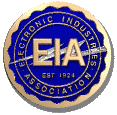 ELECTRONIC INDUSTRIES
EIA
EST 1924
ASSOCIATION